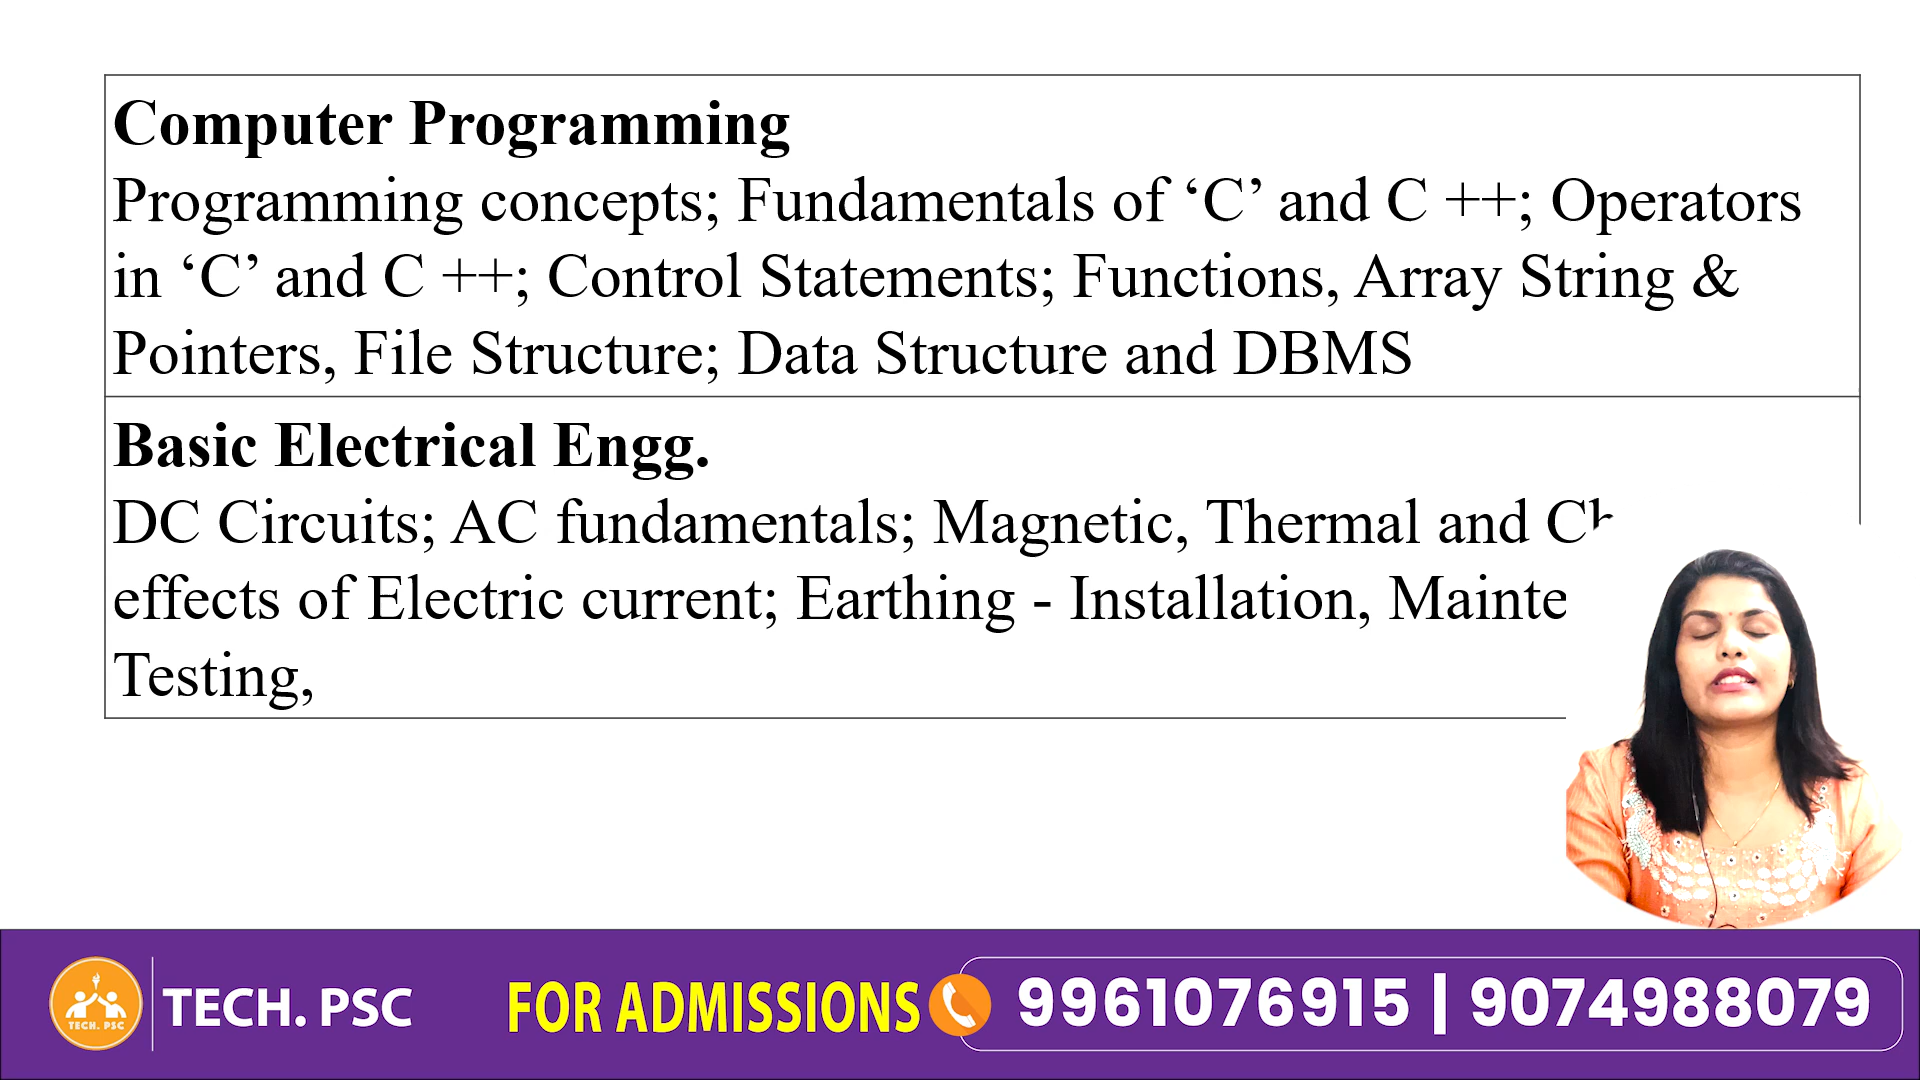 Computer Programming
Programming concepts; Fundamentals of ‘C’ and C ++; Operators
in ‘C’ and C ++; Control Statements; Functions, Array String &
Pointers, File Structure; Data Structure and DBMS
Basic Electrical Engg.
DC Circuits; AC fundamentals; Magnetic, Thermal and
effects of Electric current; Earthing - Installation,
Testing,
TECH. PSC
TECH. PSC
FOR ADMISSIONS
9961076915 | 9074988079